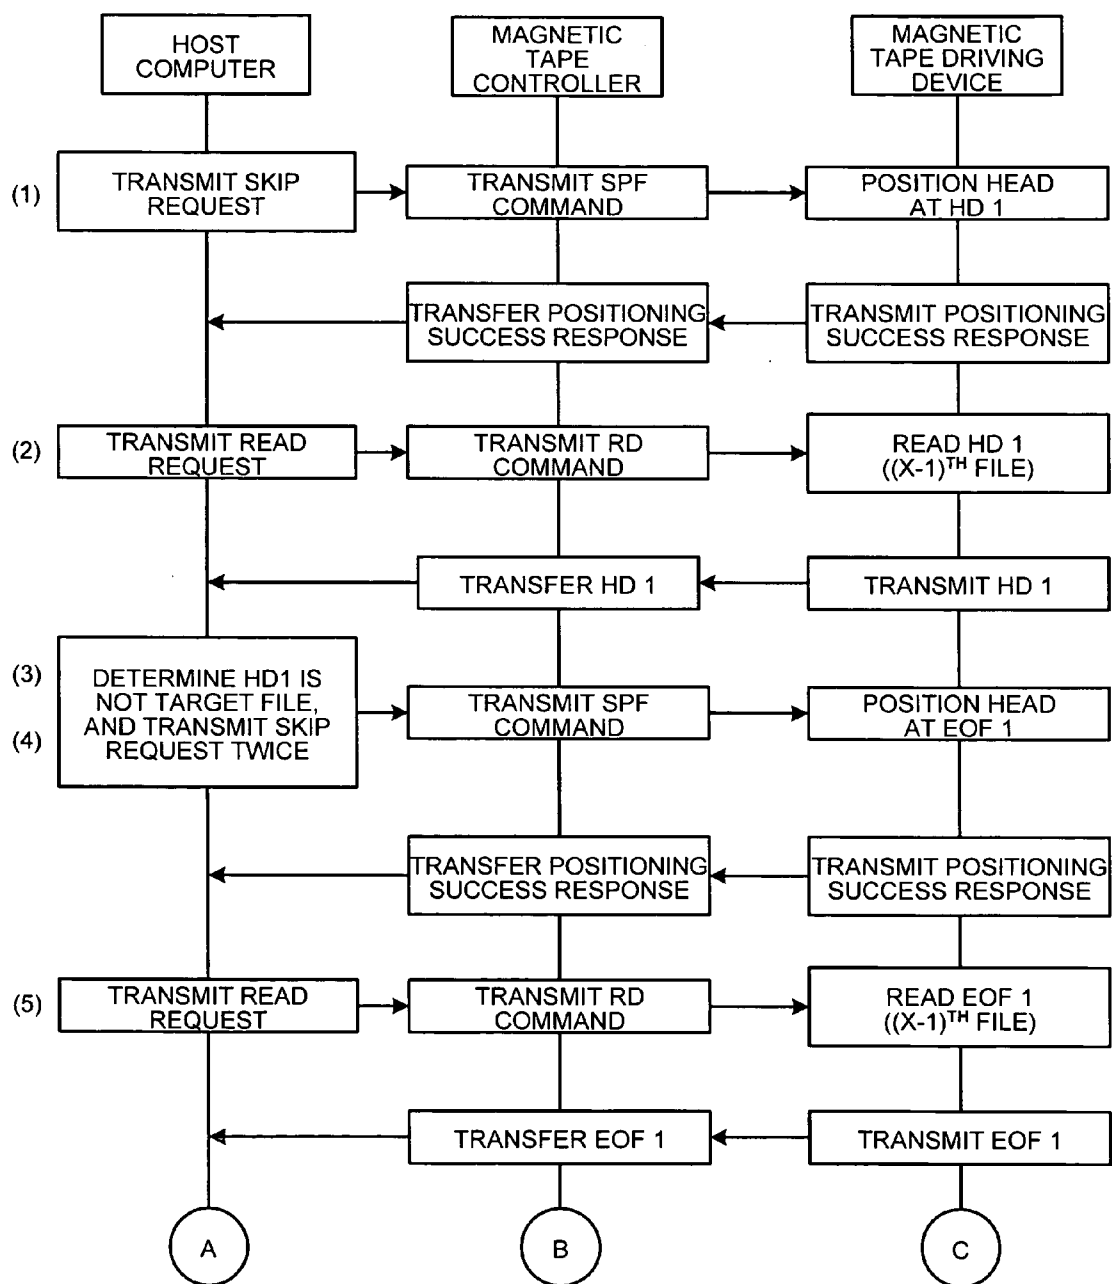 HOST
COMPUTER
MAGNETIC
TAPE
CONTROLLER
MAGNETIC
TAPE DRIVING
DEVICE
(1)
TRANSMIT SKIP
REQUEST
TRANSMIT SPF
COMMAND
POSITION HEAD
AT HD 1
TRANSFER POSITIONING
SUCCESS RESPONSE
TRANSMIT POSITIONING
SUCCESS RESPONSE
(2)
TRANSMIT READ
REQUEST
TRANSMIT RD
COMMAND
READ HD 1
((X-1)TH FILE)
TRANSFER HD 1
TRANSMIT HD 1
(3)
(4)
DETERMINE HD1 IS
NOT TARGET FILE,
AND TRANSMIT SKIP
REQUEST TWICE
TRANSMIT SPF
COMMAND
POSITION HEAD
AT EOF 1
TRANSFER POSITIONING
SUCCESS RESPONSE
TRANSMIT POSITIONING
SUCCESS RESPONSE
(5)
TRANSMIT READ
REQUEST
TRANSMIT RD
COMMAND
READ EOF 1
((X-1)TH FILE)
TRANSFER EOF 1
TRANSMIT EOF 1
A
B
C